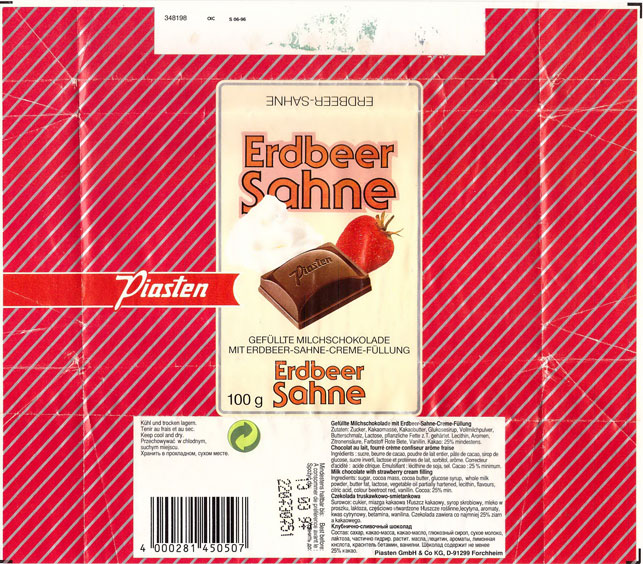 348198 OIC S 06-96
ERDBEER-SAHNE
Erdbeer
Sahne
Piasten
Piasten
GEFÜLLTE MILCHSCHOKOLADE
MIT ERDBEER-SAHNE-CREME-FÜLLUNG
Erdbeer
100 g Sahne
Kühl und trocken lagern.
Tenir au frais et au sec.
Keep cool and dry.
Przechowywać w chłodnym,
suchym miejscu.
Хранить в прохладном, сухом месте.
4 000281 450507
Mindestens haltbar bis: Best before:
A consommer de préférence avant le:
13 03 97
220730751
Gefüllte Milchschokolade mit Erdbeer-Sahne-Creme-Füllung
Zutaten: Zucker, Kakaomasse, Kakaobutter, Glukosesirup, Vollmilchpulver,
Butterschmalz, Lactose, pflanzliche Fette z.T. gehärtet, Lecithin, Aromen,
Zitronensäure, Farbstoff Rote Bete, Vanillin. Kakao: 25% mindestens.
Chocolat au lait, fourré crème confiseur arôme fraise
Ingrédients: sucre, beurre de cacao, poudre de lait entier, pâte de cacao, sirop de
glucose, sucre inverti, lactose et protéines de lait, sorbitol, arôme, Correcteur
d'acidité : acide citrique. Emulsifiant : lécithine de soja, sel. Cacao : 25 % minimum.
Milk chocolate with strawberry cream filling
Ingredients: sugar, cocoa mass, cocoa butter, glucose syrup, whole milk
powder, butter fat, lactose, vegetable oil partially hartened, lecithin, flavours,
citric acid, colour beetroot red, vanillin. Cocoa: 25% min.
Czekolada truskawkowo-śmietankowa
Surowce: cukier, miazga kakaowa tłuszcz kakaowy, syrop skrobiowy, mleko w
proszku, laktoza, częściowo utwardzone tłuszcze roślinne, lecytyna, aromaty,
kwas cytrynowy, betamina, wanilina. Czekolada zawiera co najmniej 25% ziarn
a kakaowego.
Клубнично-сливочный шоколад
Состав: сахар, какао-масса, какао-масло, глюкозный сироп, сухое молоко,
лактоза, частично гидрир. растит. масла, лецитин, ароматы, лимонная
кислота, краситель бетамин, ванилин. Шоколад содержит не менее
25% какао.
Piasten GmbH & Co KG, D-91299 Forchheim